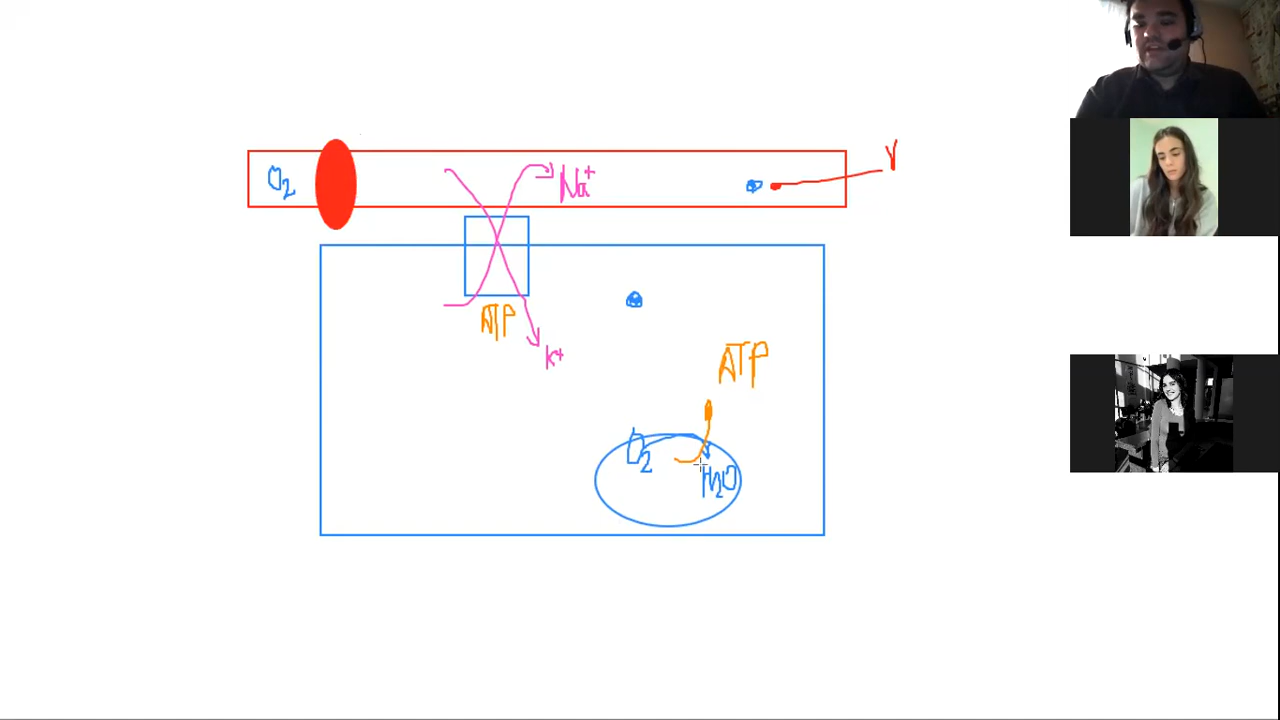 O2
Na+
γ
ATP
K+
ATP
O2
H2O